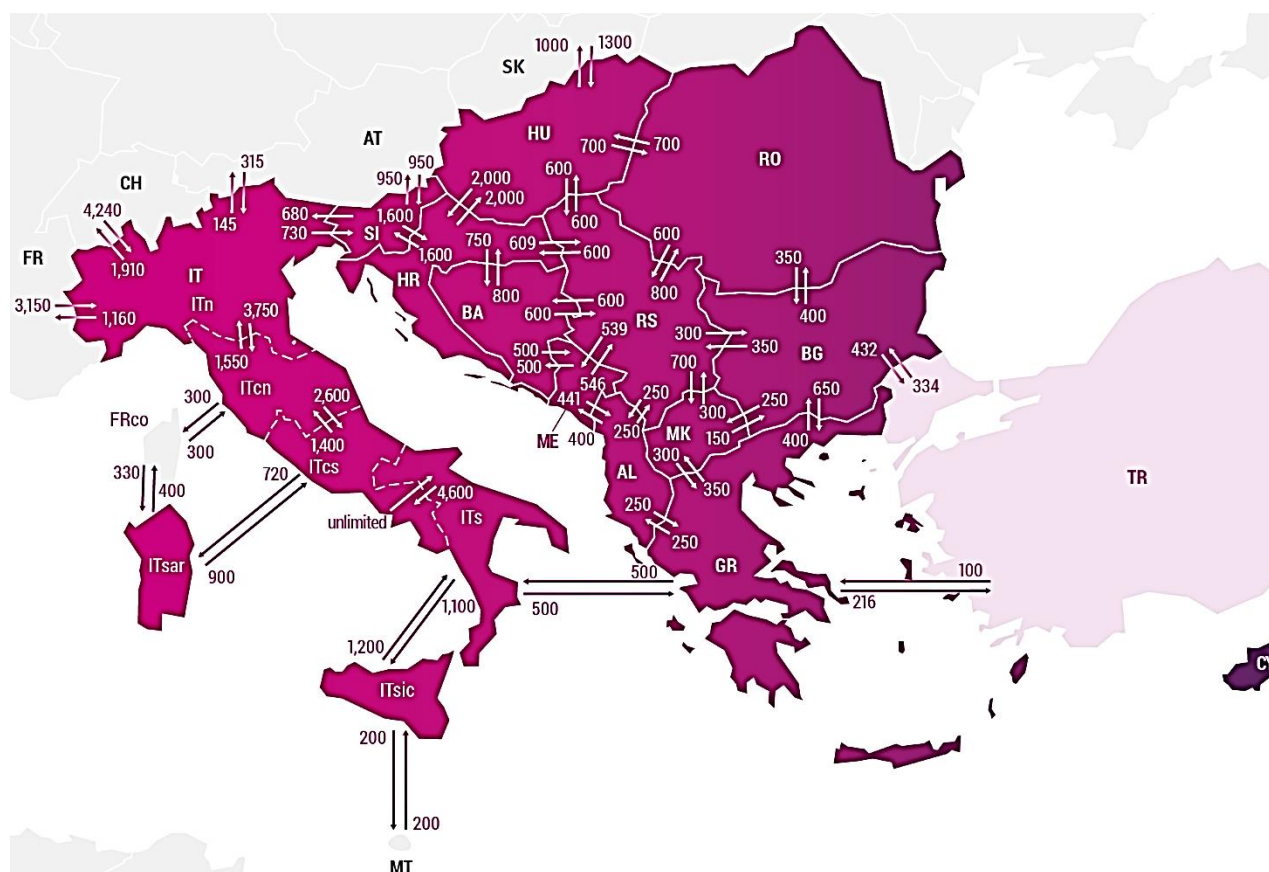 1000
1300
SK
HU
AT
700
700
RO
315
950
950
CH
2,000
2,000
600
600
4,240
145
680
730
SI
1,600
1,600
750
609
600
600
350
FR
1,910
IT
ITn
HR
800
800
400
3,150
1,160
3,750
BA
600
600
RS
1,550
539
300
350
BG
432
334
ITcn
500
500
700
300
2,600
546
250
250
650
441
FRco
300
300
1,400
ITcs
ME
400
250
MK
150
400
300
350
720
330
400
AL
unlimited
4,600
ITs
250
250
TR
ITsar
900
GR
500
500
100
216
1,100
1,200
CY
ITsic
200
200
MT